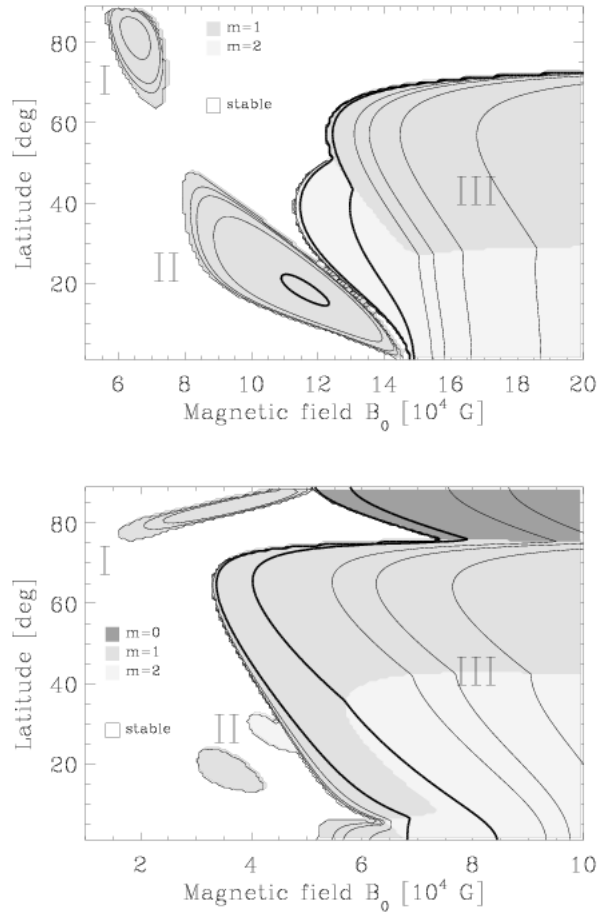 80
60
40
20
Latitude [deg]
I
II
III
m=1
m=2
stable
6 8 10 12 14 16 18 20
Magnetic field B0 [10^4 G]
80
60
40
20
Latitude [deg]
I
II
III
m=0
m=1
m=2
stable
2 4 6 8 10
Magnetic field B0 [10^4 G]